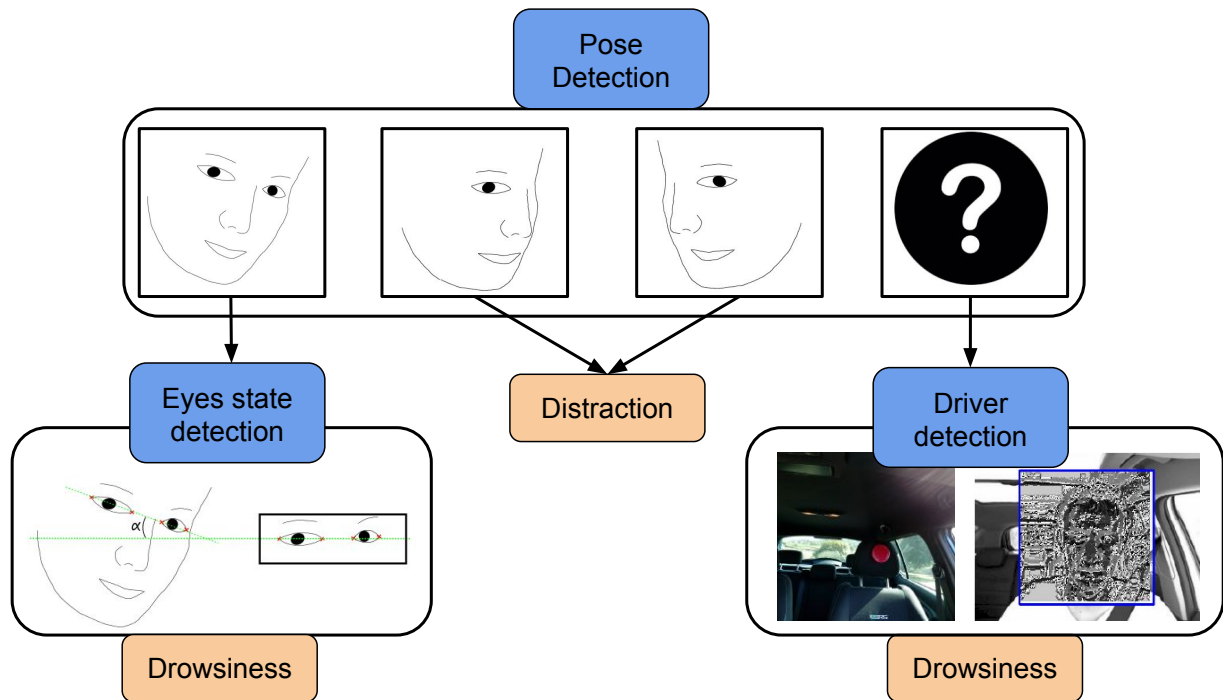 Pose
Detection
?
Eyes state
detection
Distraction
Driver
detection
α
Drowsiness
Drowsiness